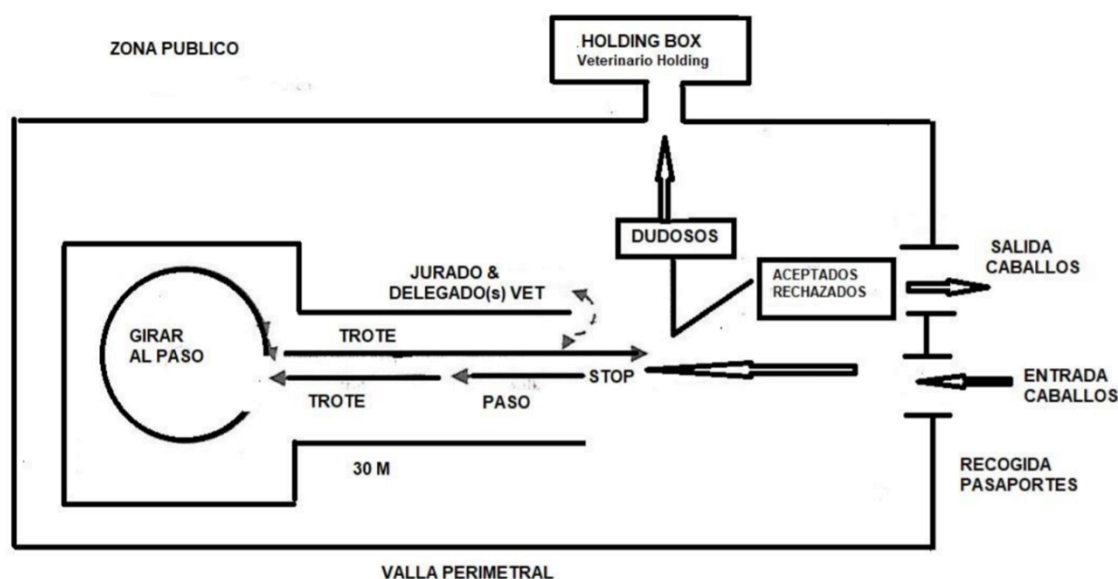 ZONA PUBLICO
HOLDING BOX
Veterinario Holding
DUDOSOS
ACEPTADOS
RECHAZADOS
SALIDA
CABALLOS
JURADO &
DELEGADO(s) VET
GIRAR
AL PASO
TROTE
STOP
TROTE
PASO
ENTRADA
CABALLOS
30 M
RECOGIDA
PASAPORTES
VALLA PERIMETRAL